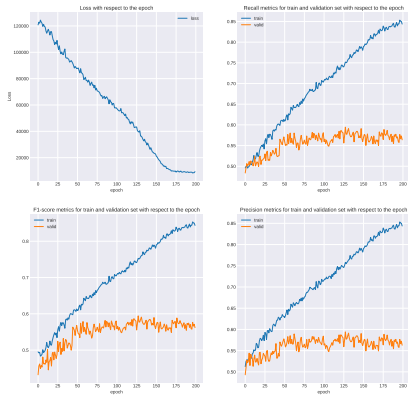 Loss with respect to the epoch
loss
120000
100000
80000
60000
40000
20000
Loss
0 25 50 75 100 125 150 175 200
epoch
Recall metrics for train and validation set with respect to the epoch
train
valid
0.85
0.80
0.75
0.70
0.65
0.60
0.55
0.50
0 25 50 75 100 125 150 175 200
epoch
F1-score metrics for train and validation set with respect to the epoch
train
valid
0.8
0.7
0.6
0.5
0 25 50 75 100 125 150 175 200
epoch
Precision metrics for train and validation set with respect to the epoch
train
valid
0.85
0.80
0.75
0.70
0.65
0.60
0.55
0.50
0 25 50 75 100 125 150 175 200
epoch